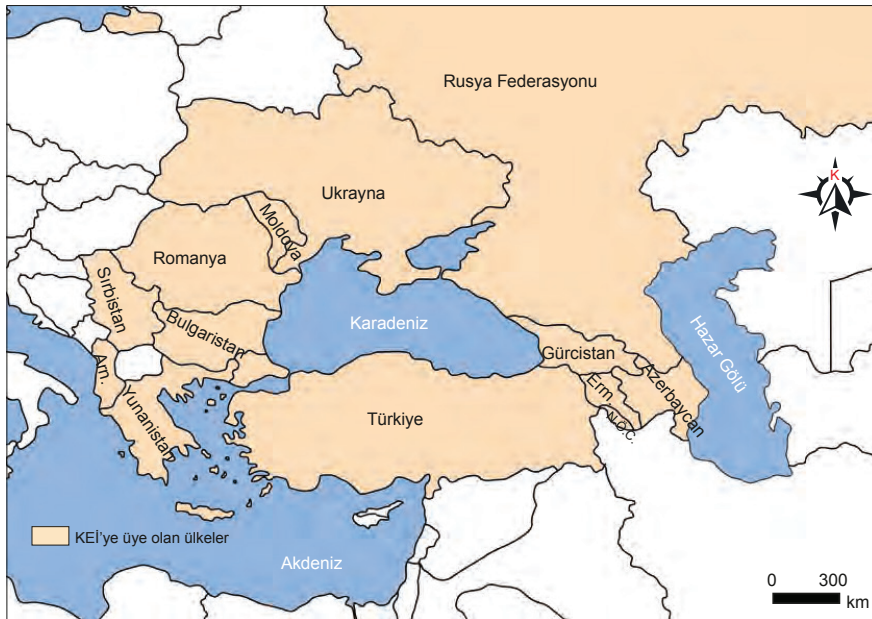 Rusya Federasyonu
K
Ukrayna
Moldova
Romanya
Sırbistan
Karadeniz
Hazar Gölü
Bulgaristan
Gürcistan
Arn.
Erm.
Azerbaycan
Yunanistan
Türkiye
N.Ö.C.
KEİ'ye üye olan ülkeler
Akdeniz
0 300
km